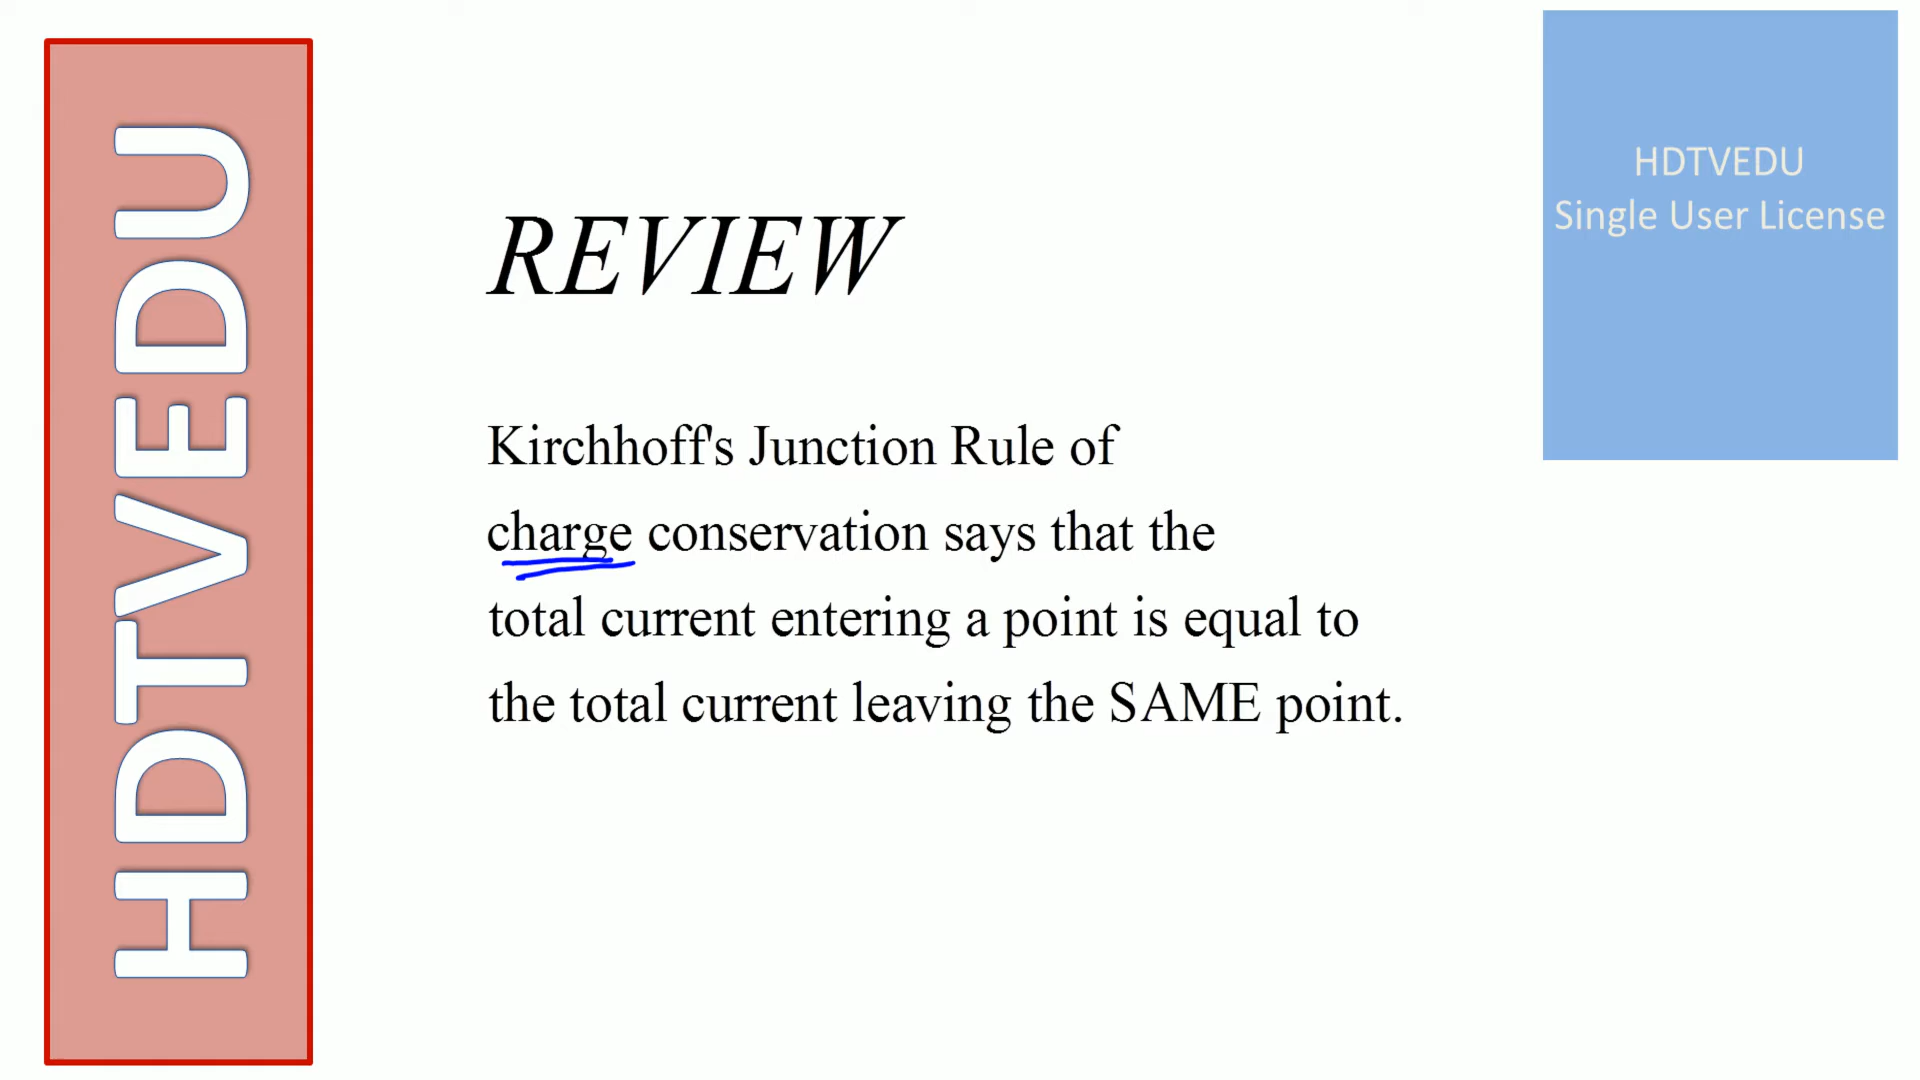 HDTVEDU
HDTVEDU
Single User License
REVIEW
Kirchhoff's Junction Rule of
charge conservation says that the
total current entering a point is equal to
the total current leaving the SAME point.